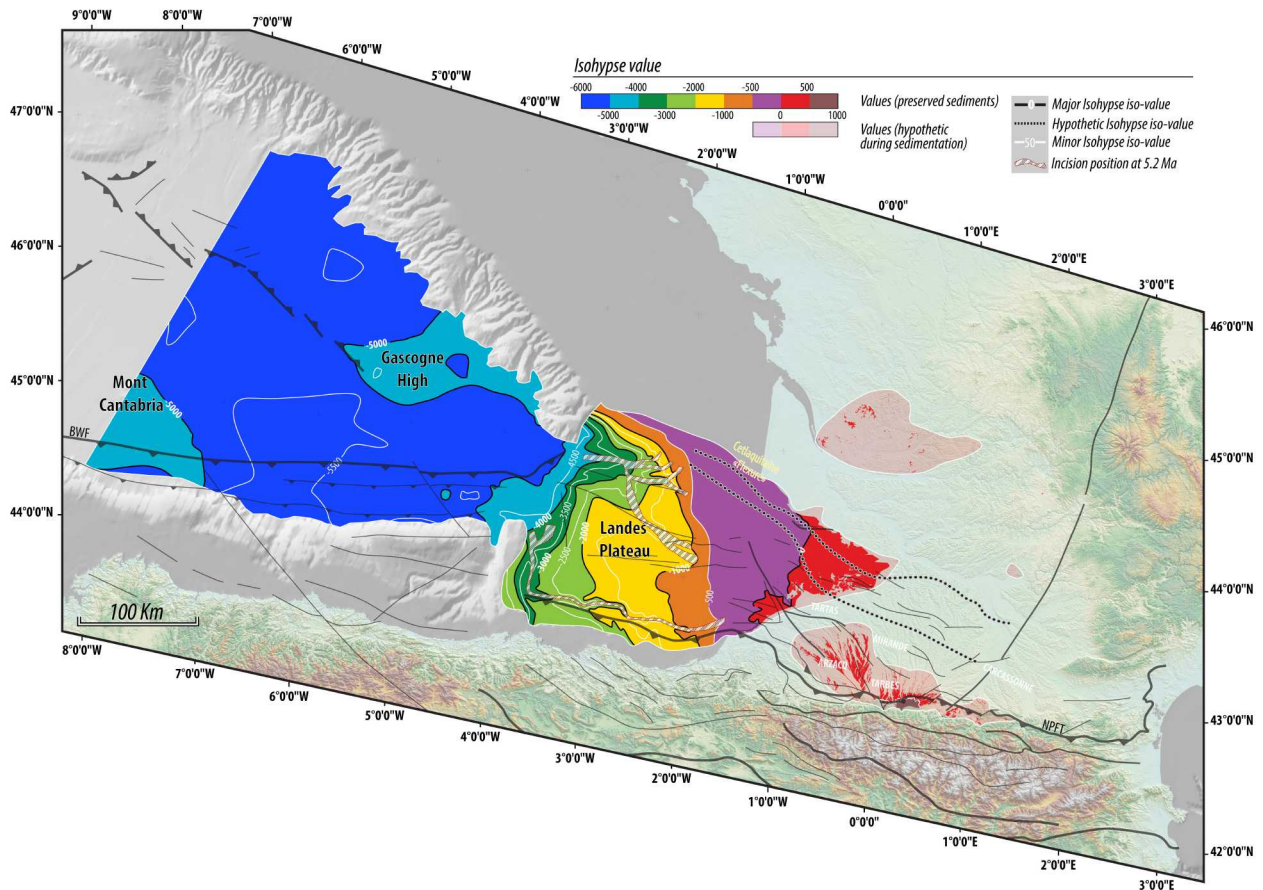 9°0'0"W
8°0'0"W
7°0'0"W
6°0'0"W
5°0'0"W
4°0'0"W
3°0'0"W
2°0'0"W
1°0'0"W
0°0'0"
1°0'0"E
2°0'0"E
3°0'0"E
Isohypse value
-6000 -4000 -2000 -500 500
-5000 -3000 -1000 0 1000
Values (preserved sediments)
Values (hypothetic
during sedimentation)
0 Major Isohypse iso-value
Hypothetic Isohypse iso-value
50 Minor Isohypse iso-value
Incision position at 5.2 Ma
47°0'0"N
46°0'0"N
45°0'0"N
44°0'0"N
46°0'0"N
45°0'0"N
44°0'0"N
43°0'0"N
42°0'0"N
-5000
Gascogne
High
Mont
Cantabria
-5000
BWF
-5500
4500
-4000
-3000
3500
-2500
-2000
Landes
Plateau
-1000
500
0
Celtaquitaine
flexure
TARTAS
MIRANDE
ARZACQ
TARBES
CARCASSONNE
NPFT
100 Km
8°0'0"W
7°0'0"W
6°0'0"W
5°0'0"W
4°0'0"W
3°0'0"W
2°0'0"W
1°0'0"W
0°0'0"
1°0'0"E
2°0'0"E
3°0'0"E